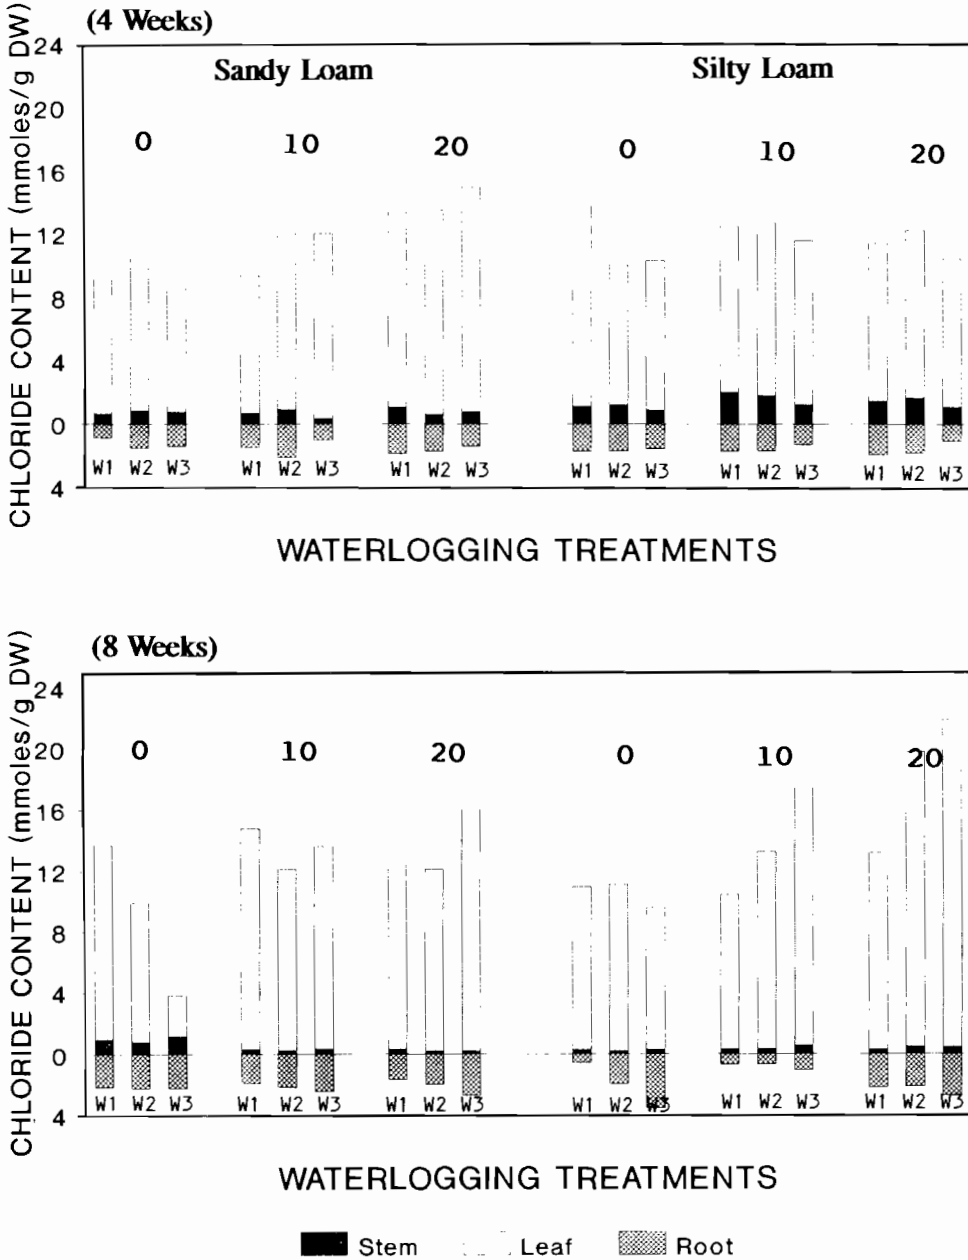 (4 Weeks)
CHLORIDE CONTENT (mmoles/g DW)
24
20
16
12
8
4
0
4
Sandy Loam Silty Loam
0 10 20 0 10 20
W1 W2 W3 W1 W2 W3 W1 W2 W3 W1 W2 W3 W1 W2 W3 W1 W2 W3
WATERLOGGING TREATMENTS
(8 Weeks)
CHLORIDE CONTENT (mmoles/g DW)
24
20
16
12
8
4
0
4
0 10 20 0 10 20
W1 W2 W3 W1 W2 W3 W1 W2 W3 W1 W2 W3 W1 W2 W3 W1 W2 W3
WATERLOGGING TREATMENTS
Stem Leaf Root